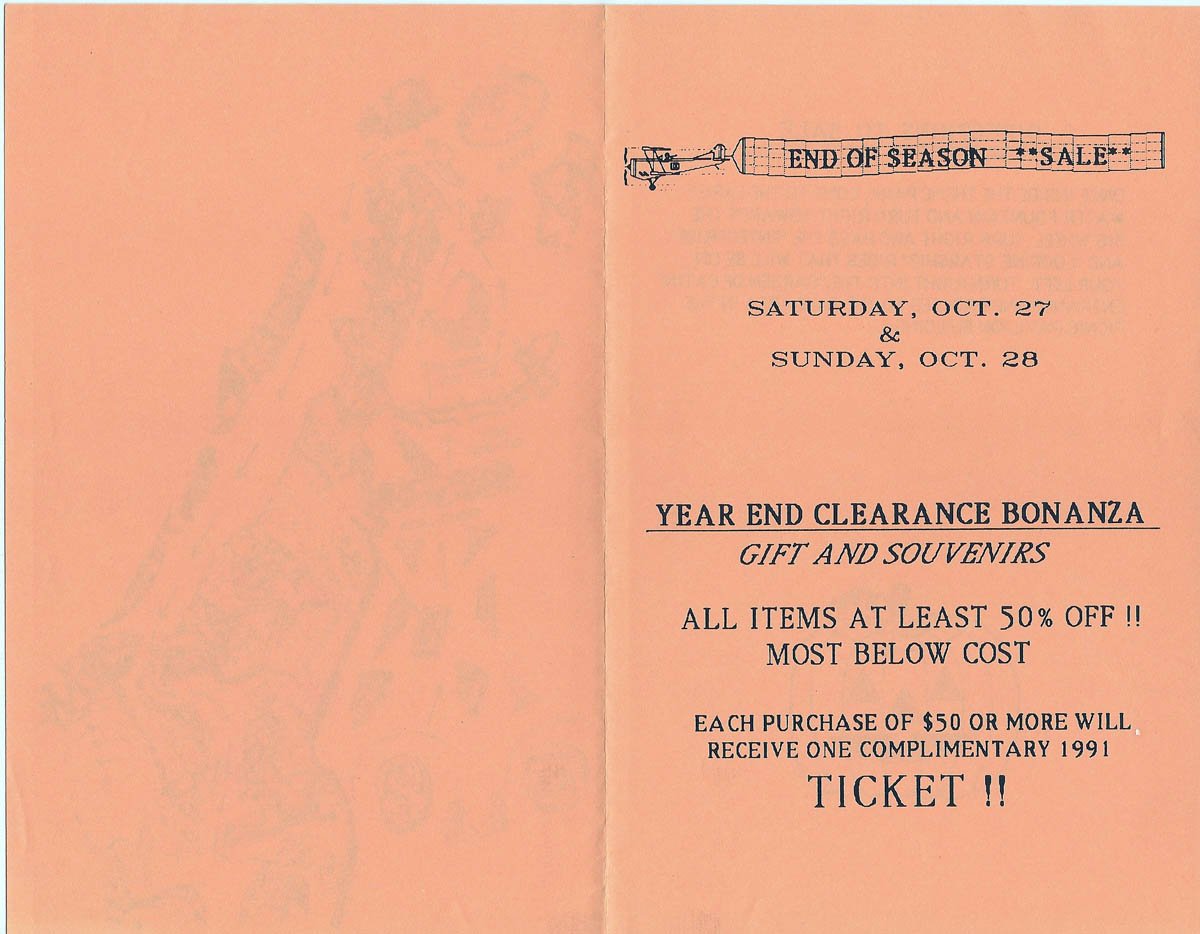 END OF SEASON **SALE**
SATURDAY, OCT. 27
&
SUNDAY, OCT. 28
YEAR END CLEARANCE BONANZA
GIFT AND SOUVENIRS
ALL ITEMS AT LEAST 50% OFF !!
MOST BELOW COST
EACH PURCHASE OF $50 OR MORE WILL
RECEIVE ONE COMPLIMENTARY 1991
TICKET !!